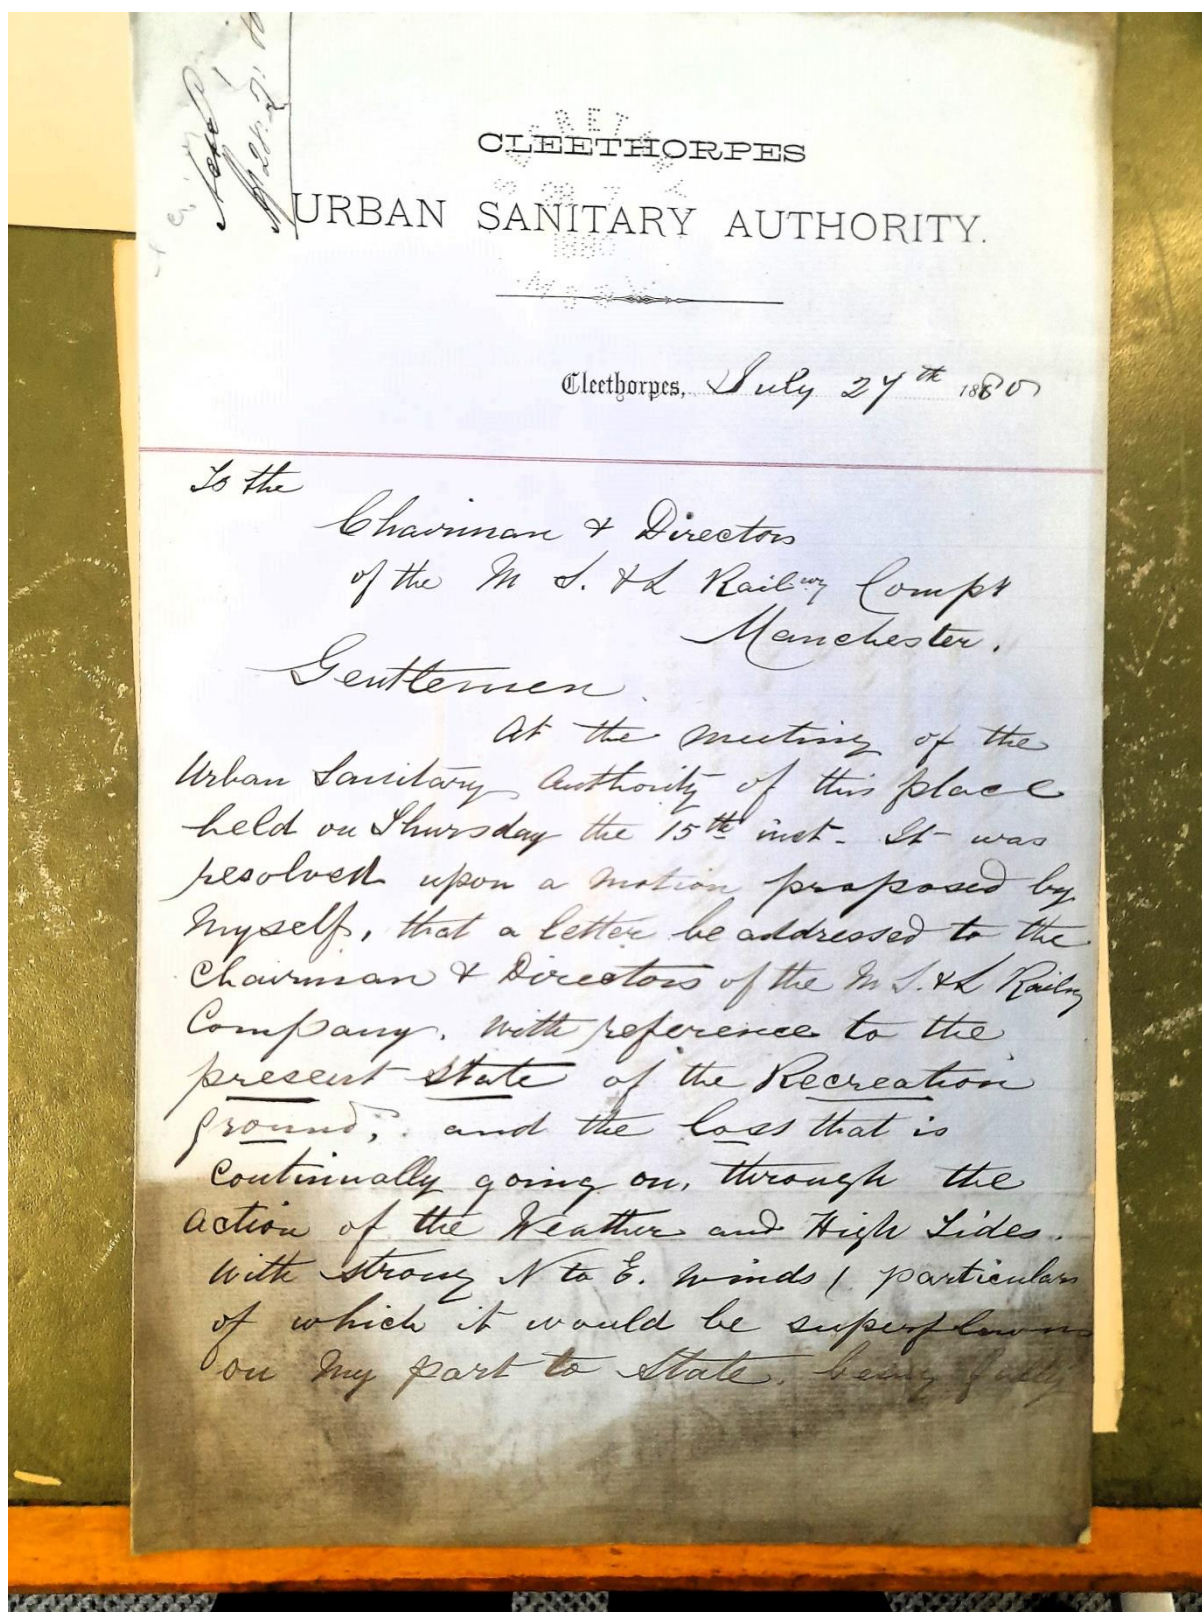 CLEETHORPES
URBAN SANITARY AUTHORITY.
Cleethorpes, July 27th 1880
To the
Chairman & Directors
of the M S. & L Railwy Compy
Manchester.
Gentlemen.
At the meeting of the
Urban Sanitary Authority of this place
held on Thursday the 15th inst - It was
resolved upon a motion proposed by
Myself, that a letter be addressed to the
Chairman & Directors of the M S. & L Railwy
Company. With reference to the
present state of the Recreation
ground, and the loss that is
continually going on, through the
action of the Weather and High Tides.
With strong N to E. winds, particulars
of which it would be superfluous
on my part to state, being fully